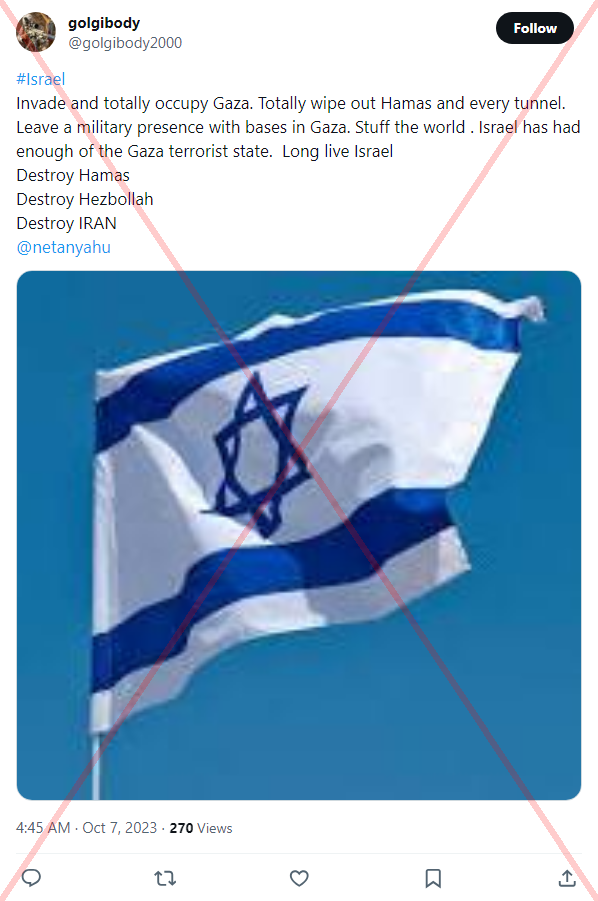 golgibody
@golgibody2000
Follow
#Israel
Invade and totally occupy Gaza. Totally wipe out Hamas and every tunnel.
Leave a military presence with bases in Gaza. Stuff the world . Israel has had
enough of the Gaza terrorist state.  Long live Israel
Destroy Hamas
Destroy Hezbollah
Destroy IRAN
@netanyahu
4:45 AM · Oct 7, 2023 · 270 Views